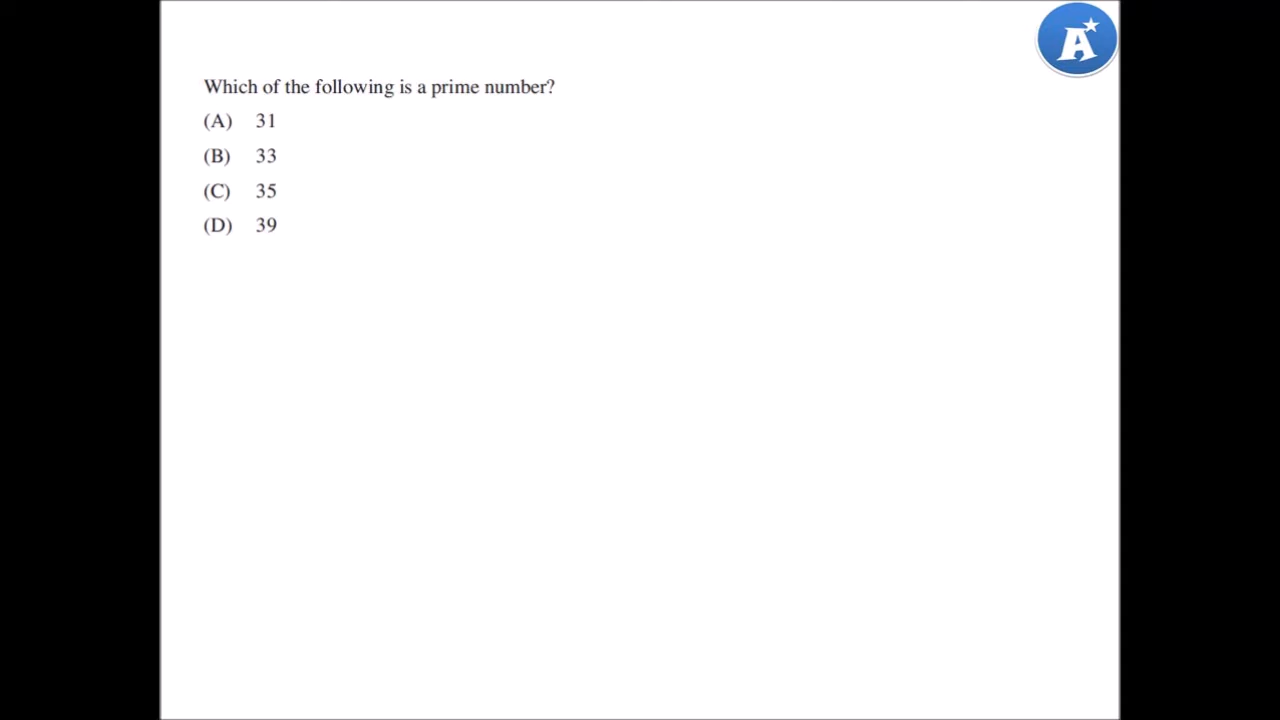 Which of the following is a prime number?
(A) 31
(B) 33
(C) 35
(D) 39
A